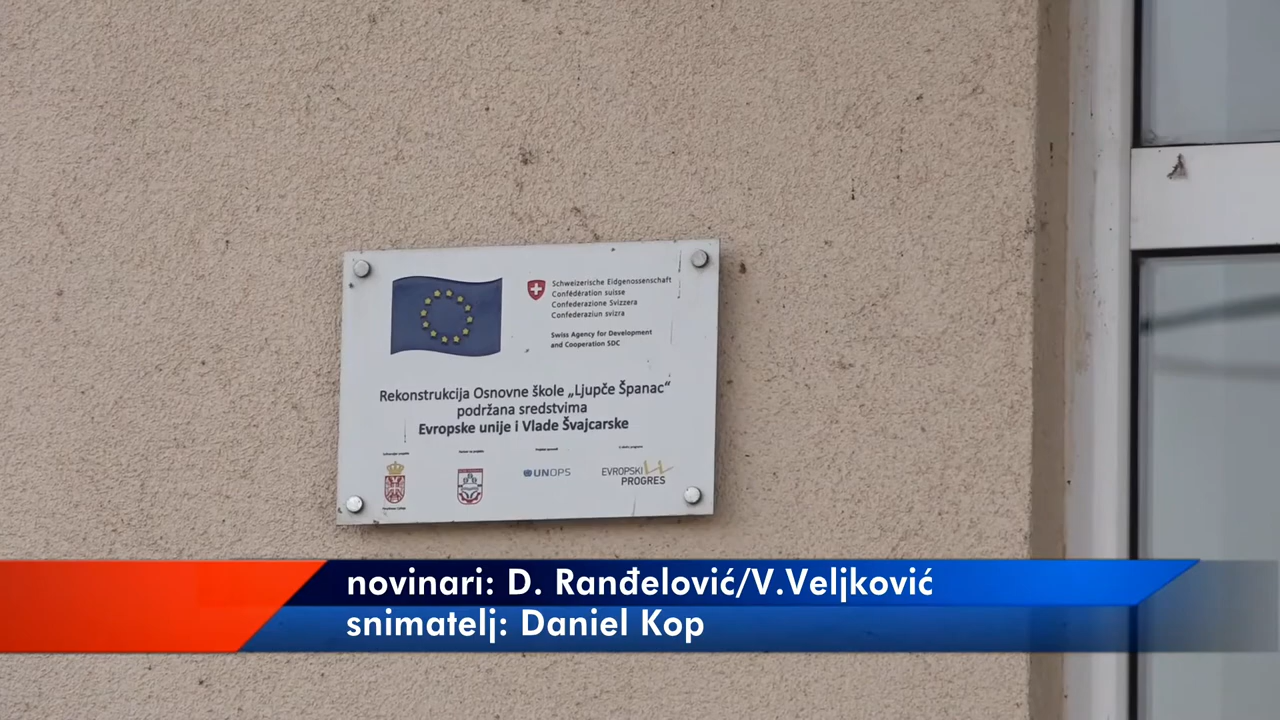 Schweizerische Eidgenossenschaft
Confédération suisse
Confederazione Svizzera
Confederaziun svizra
Swiss Agency for Development
and Cooperation SDC
Rekonstrukcija Osnovne škole „Ljupče Španac“
podržana sredstvima
Evropske unije i Vlade Švajcarske
UNOPS
EVROPSKI
PROGRES
novinari: D. Ranđelović/V.Veljković
snimatelj: Daniel Kop